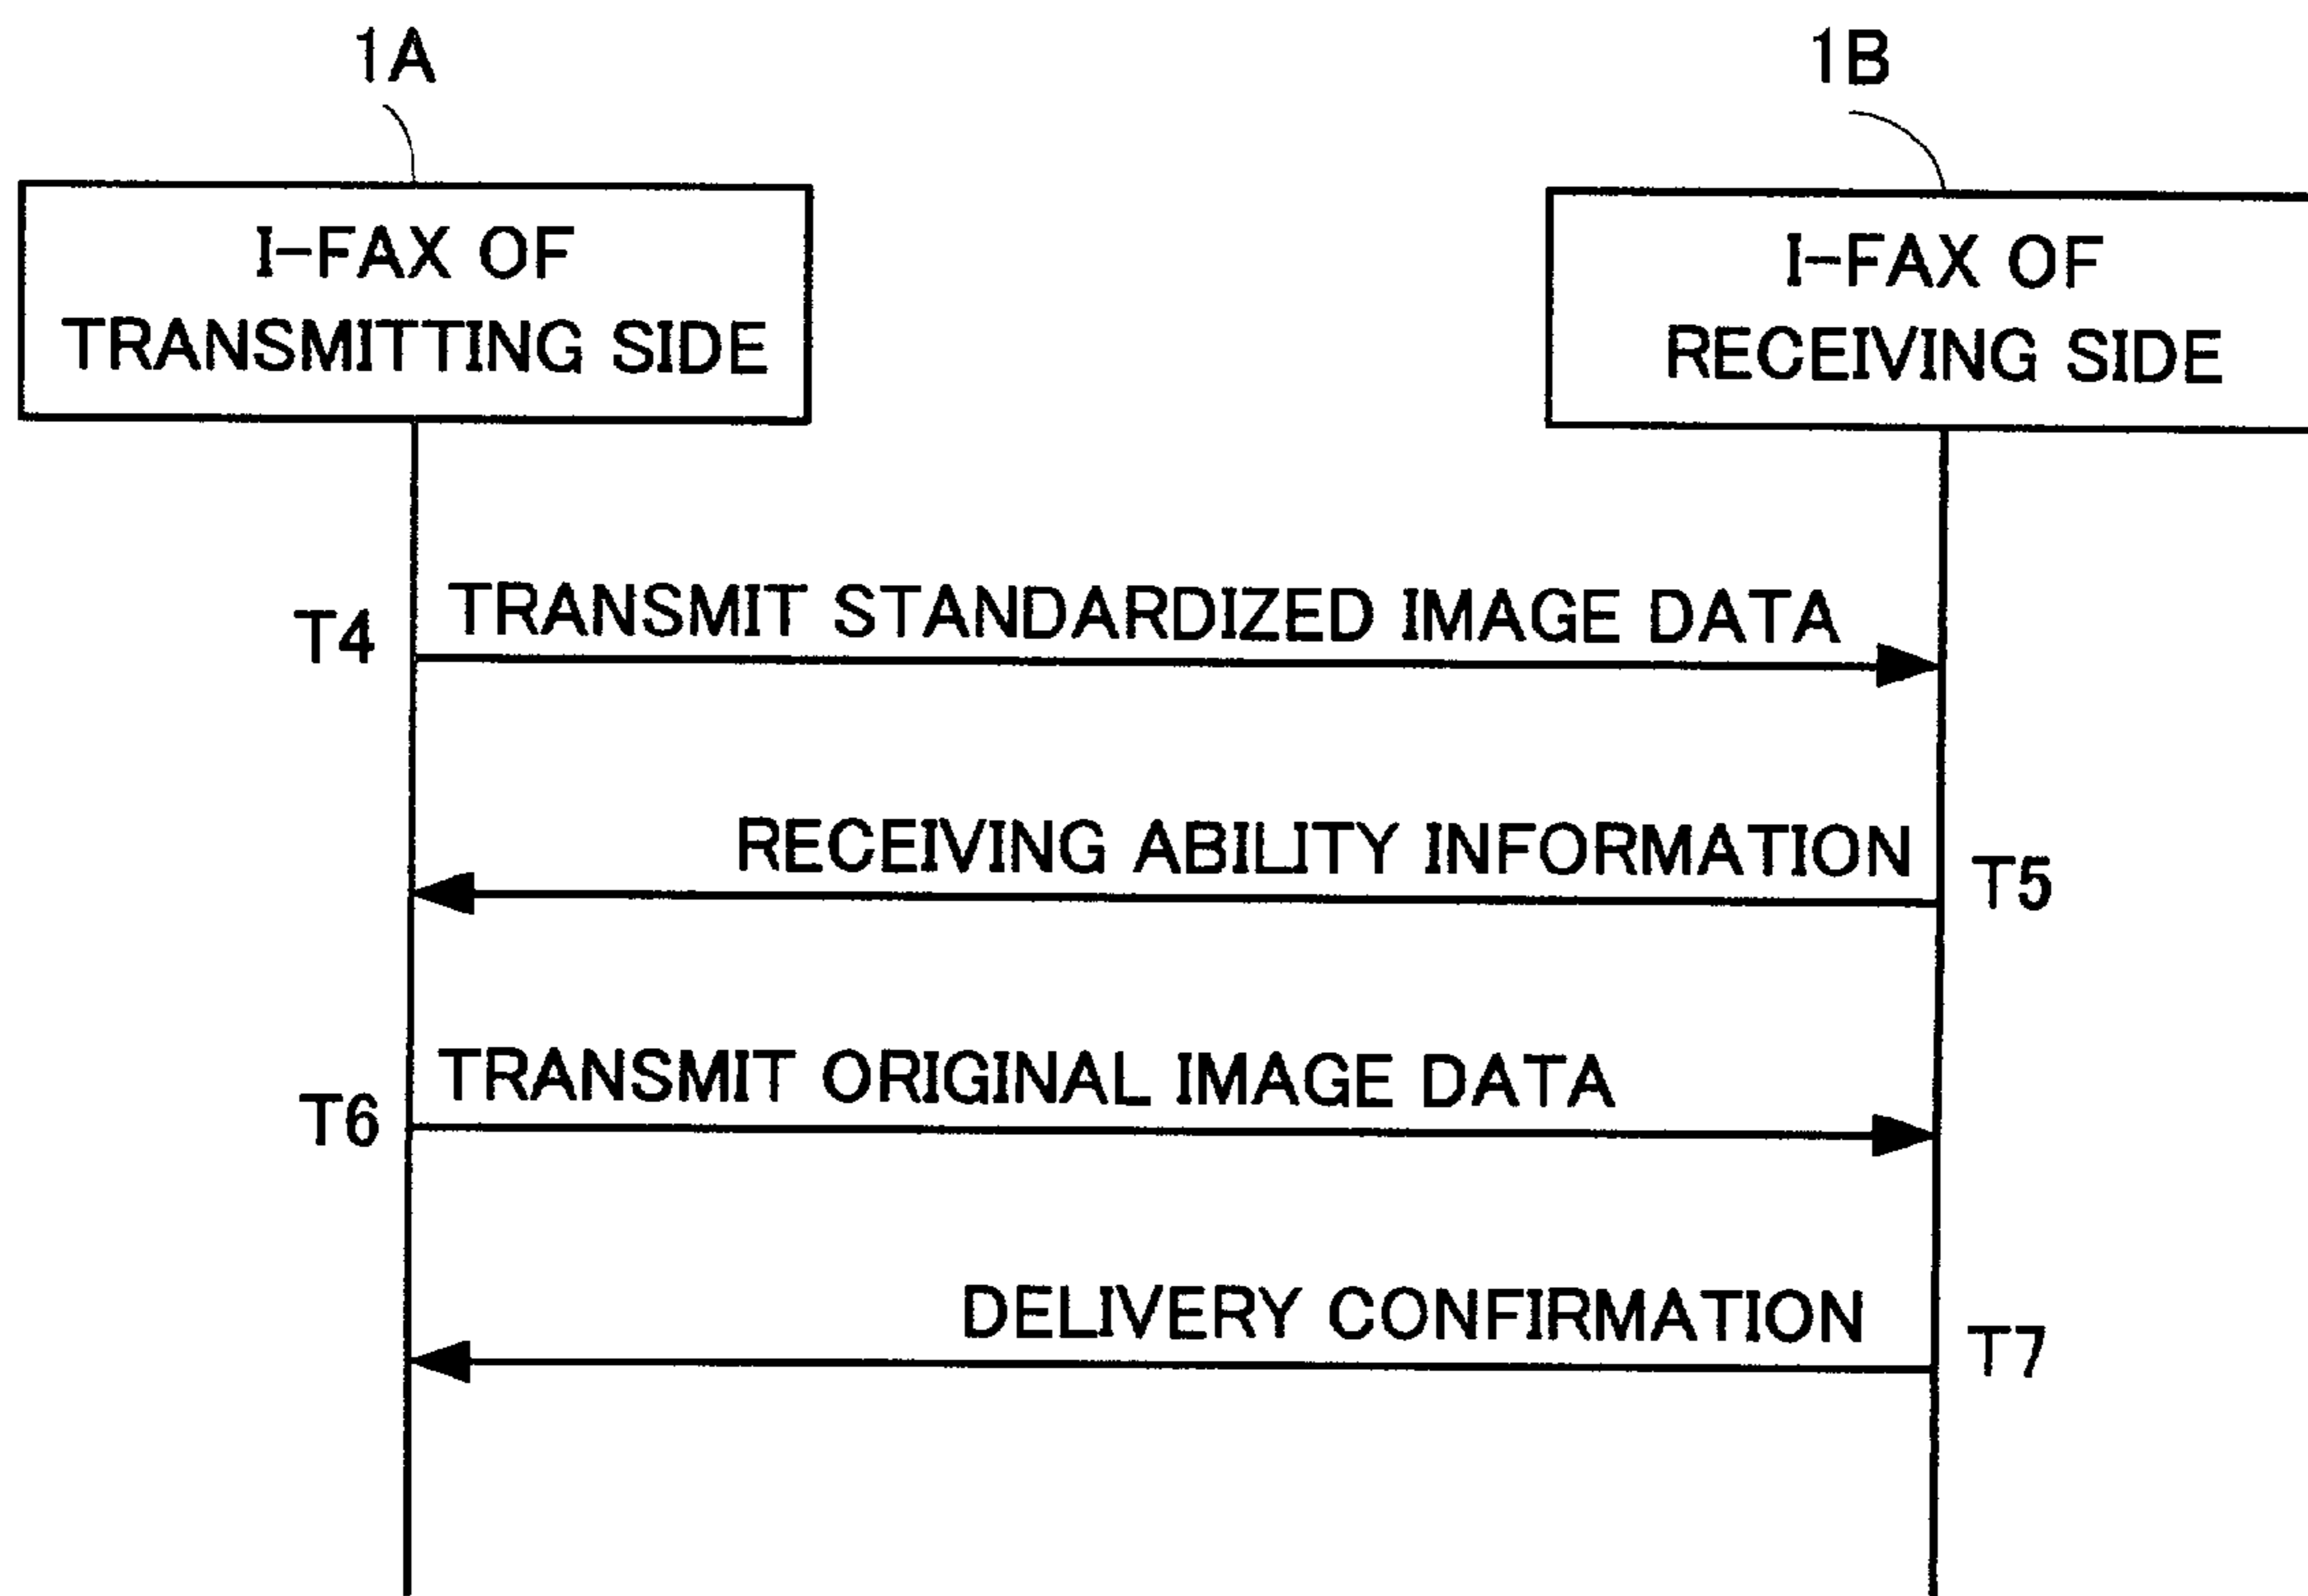 1A
1B
I-FAX OF
TRANSMITTING SIDE
I-FAX OF
RECEIVING SIDE
T4
TRANSMIT STANDARDIZED IMAGE DATA
RECEIVING ABILITY INFORMATION
T5
TRANSMIT ORIGINAL IMAGE DATA
T6
DELIVERY CONFIRMATION
T7